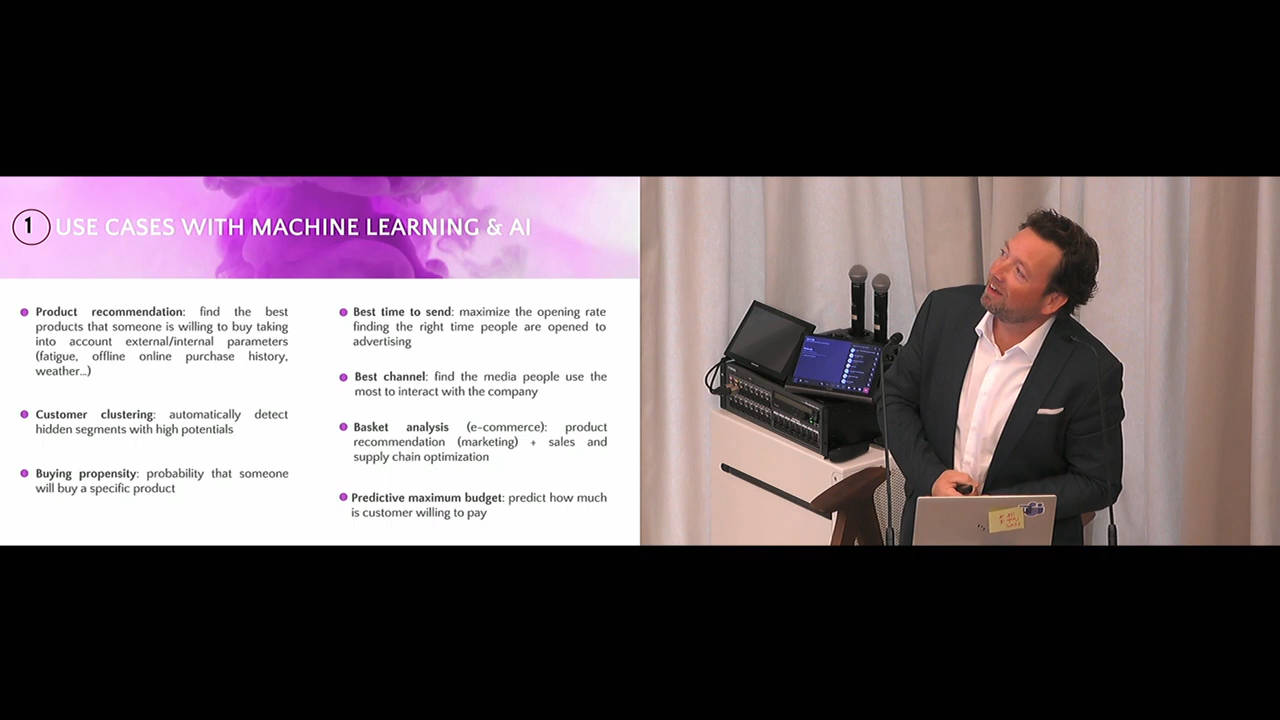 1 USE CASES WITH MACHINE LEARNING & AI
Product recommendation: find the best
products that someone is willing to buy taking
into account external/internal parameters
(fatigue, offline online purchase history,
weather...)
Customer clustering: automatically detect
hidden segments with high potentials
Buying propensity: probability that someone
will buy a specific product
Best time to send: maximize the opening rate
finding the right time people are opened to
advertising
Best channel: find the media people use the
most to interact with the company
Basket analysis (e-commerce): product
recommendation (marketing) + sales and
supply chain optimization
Predictive maximum budget: predict how much
is customer willing to pay